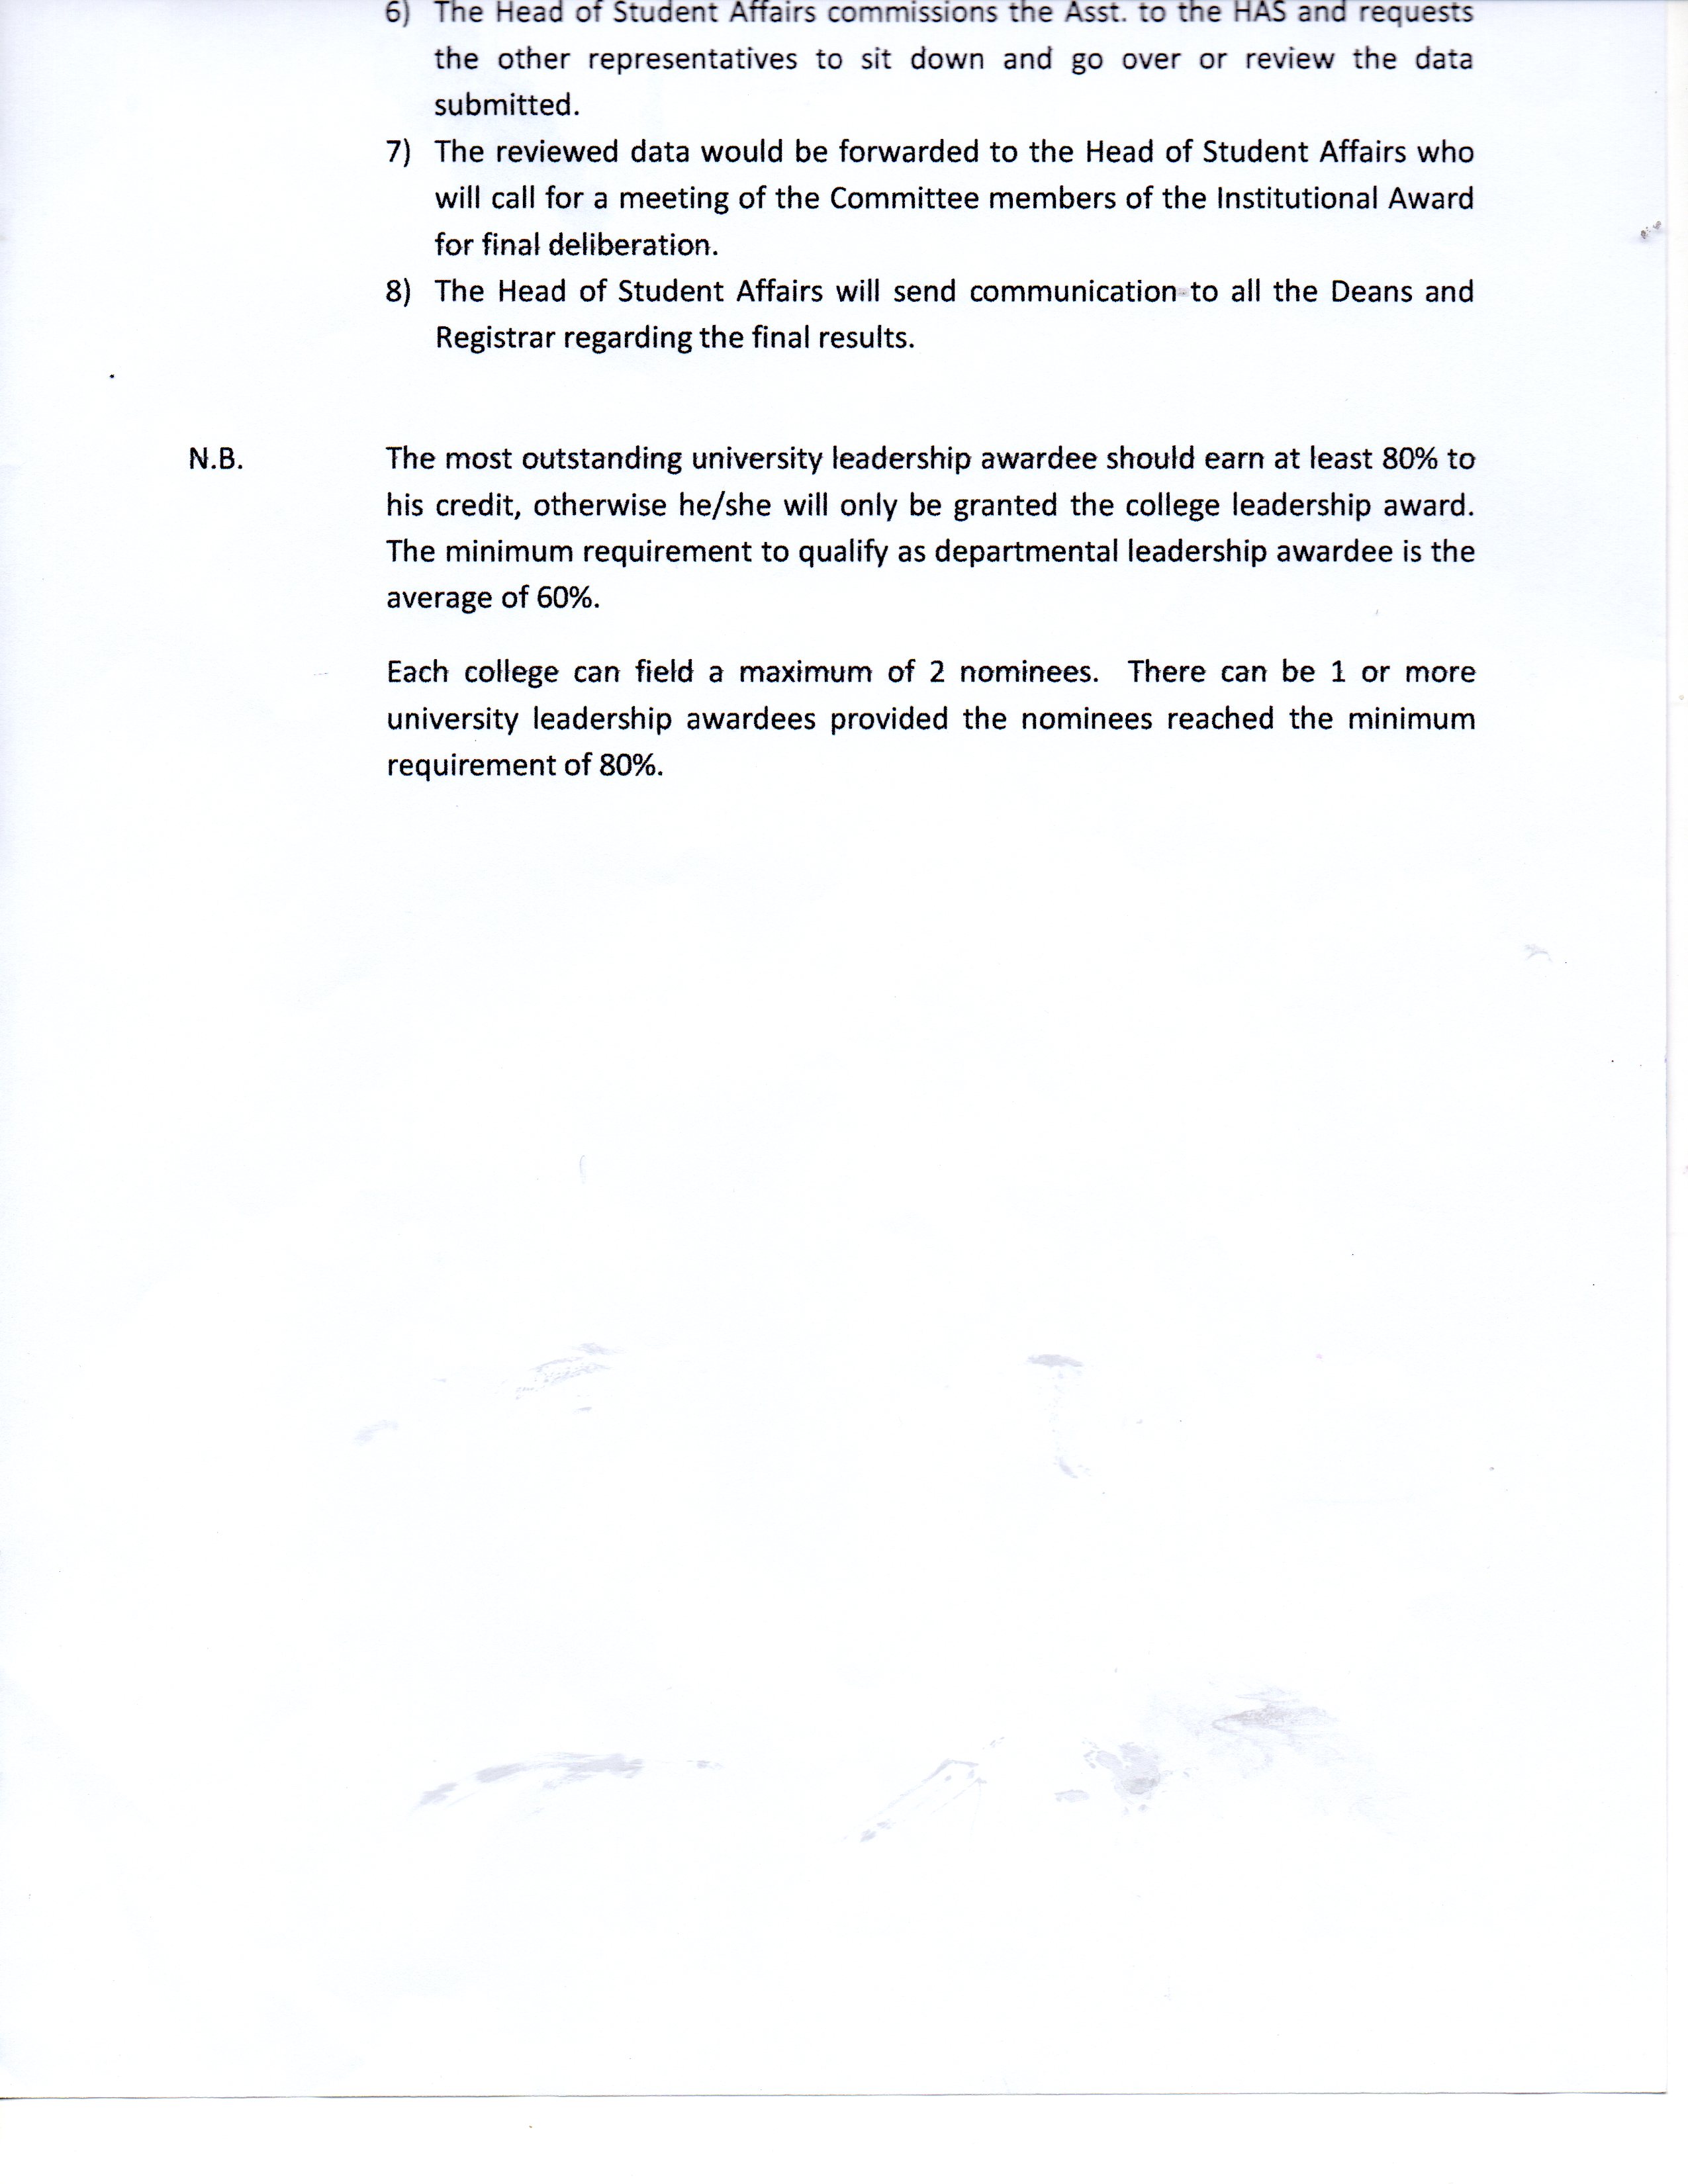 6) The Head of Student Affairs commissions the Asst. to the HAS and requests
the other representatives to sit down and go over or review the data
submitted.
7) The reviewed data would be forwarded to the Head of Student Affairs who
will call for a meeting of the Committee members of the Institutional Award
for final deliberation.
8) The Head of Student Affairs will send communication to all the Deans and
Registrar regarding the final results.
N.B. The most outstanding university leadership awardee should earn at least 80% to
his credit, otherwise he/she will only be granted the college leadership award.
The minimum requirement to qualify as departmental leadership awardee is the
average of 60%.
Each college can field a maximum of 2 nominees. There can be 1 or more
university leadership awardees provided the nominees reached the minimum
requirement of 80%.